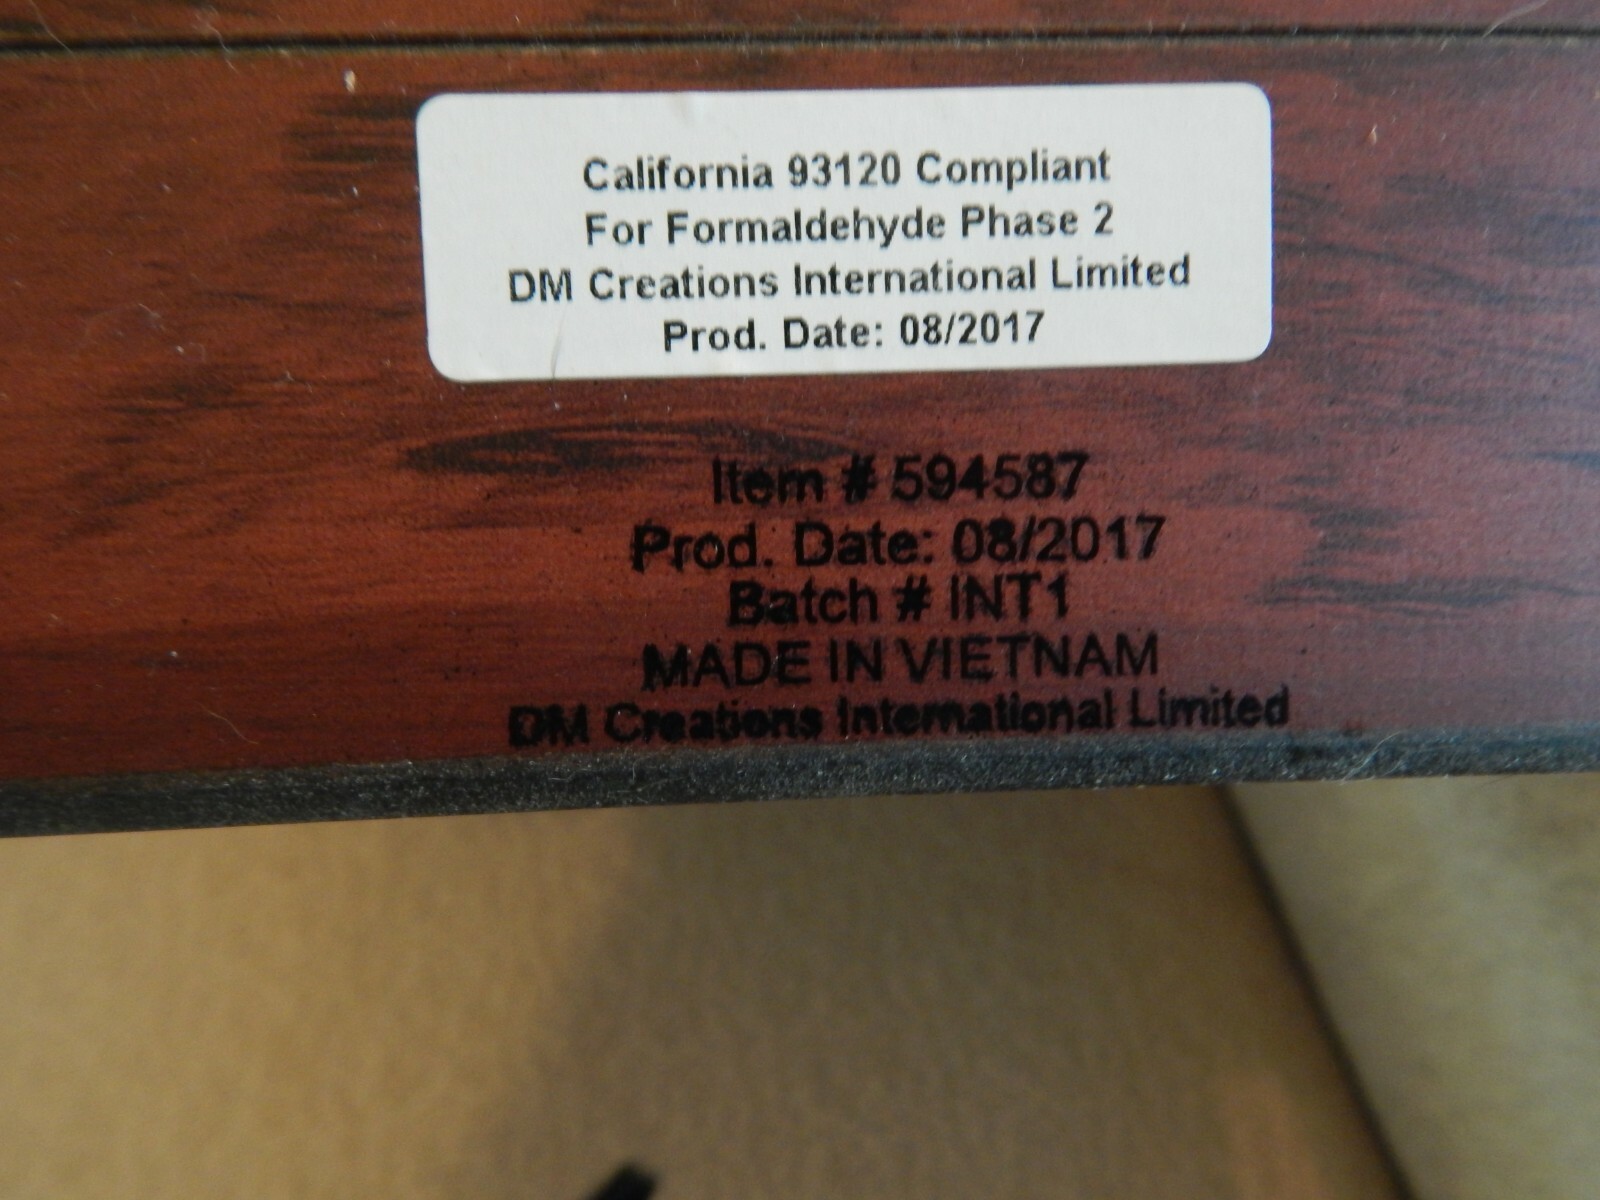 California 93120 Compliant
For Formaldehyde Phase 2
DM Creations International Limited
Prod. Date: 08/2017
Item # 594587
Prod. Date: 08/2017
Batch # INT1
MADE IN VIETNAM
DM Creations International Limited